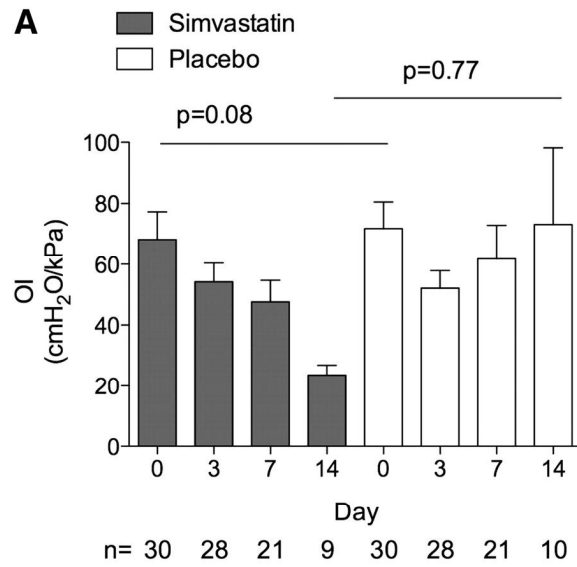 A
Simvastatin
Placebo
p=0.77
p=0.08
100
80
60
40
20
0
OI
(cmH₂O/kPa)
0 3 7 14 0 3 7 14
Day
n= 30 28 21 9 30 28 21 10